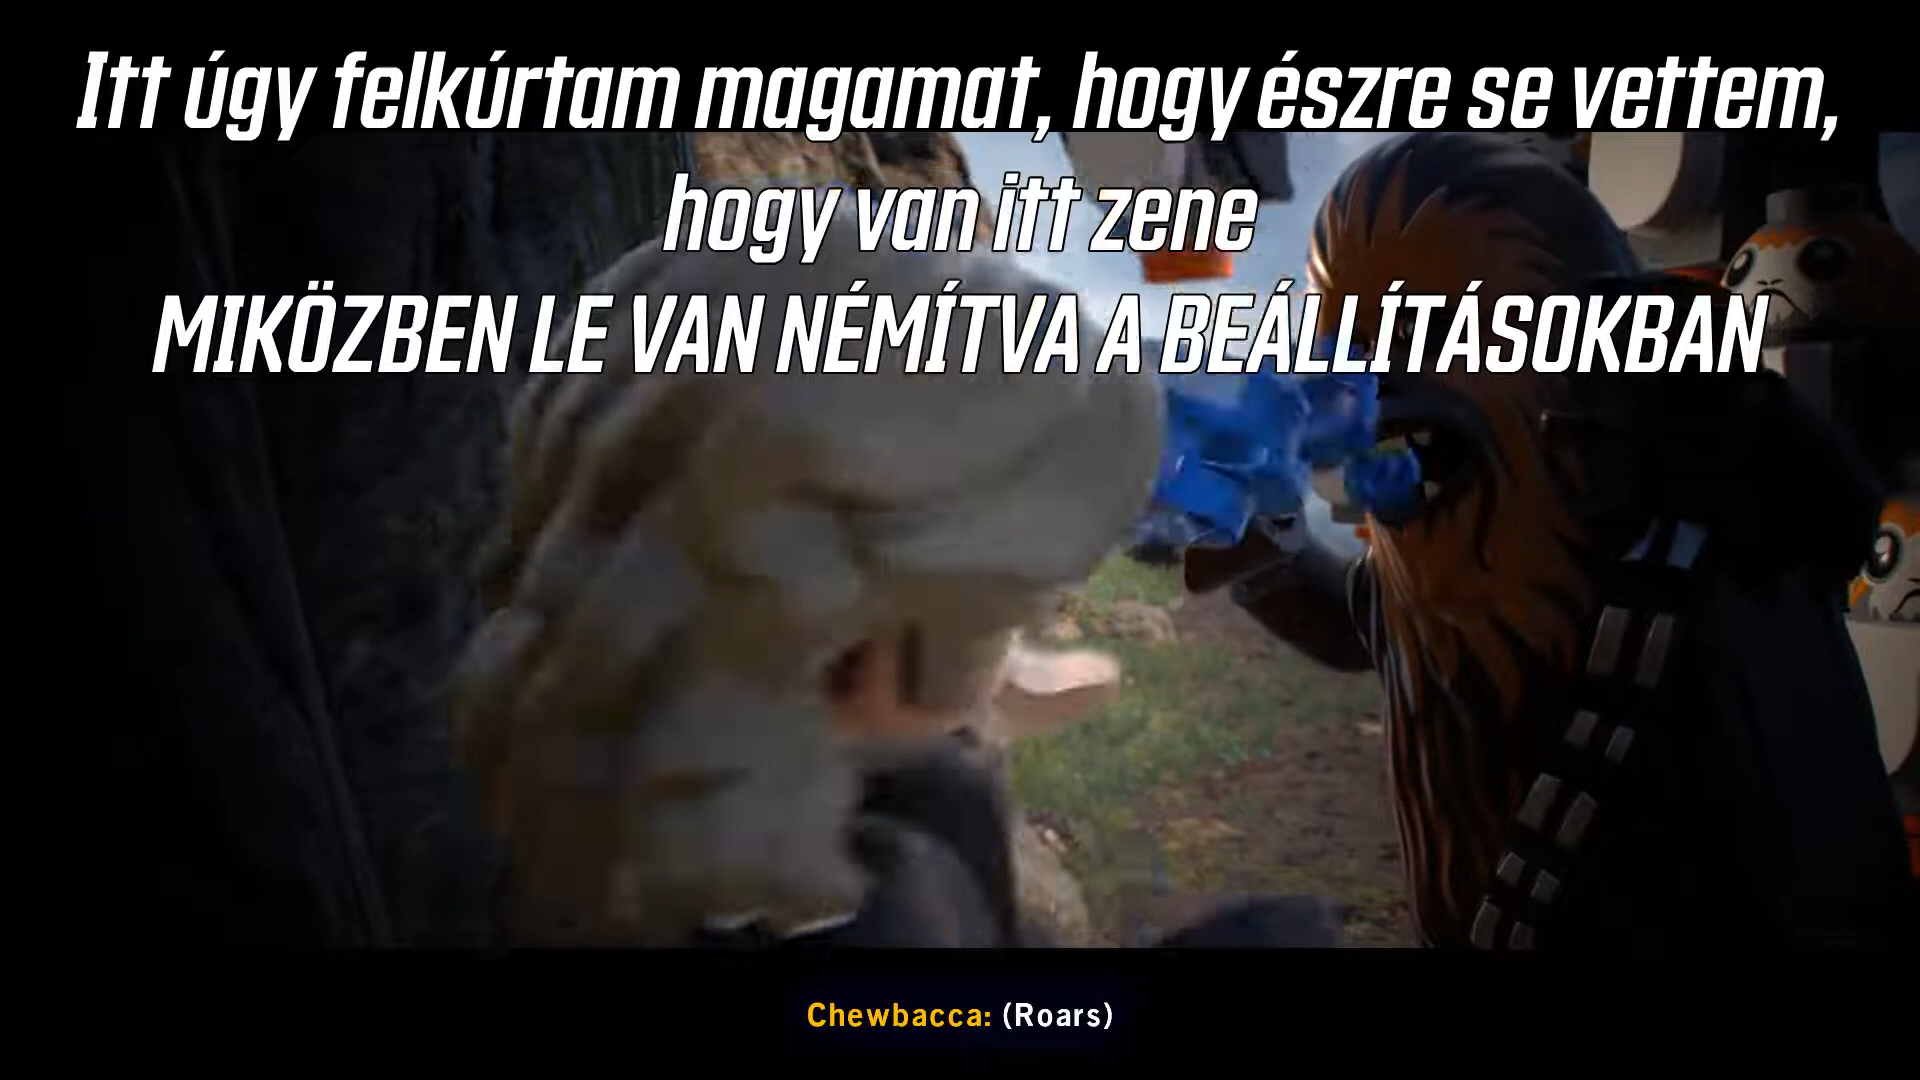 Itt úgy felkúrtam magamat, hogy észre se vettem,
hogy van itt zene
MIKÖZBEN LE VAN NÉMÍTVA A BEÁLLÍTÁSOKBAN
Chewbacca: (Roars)